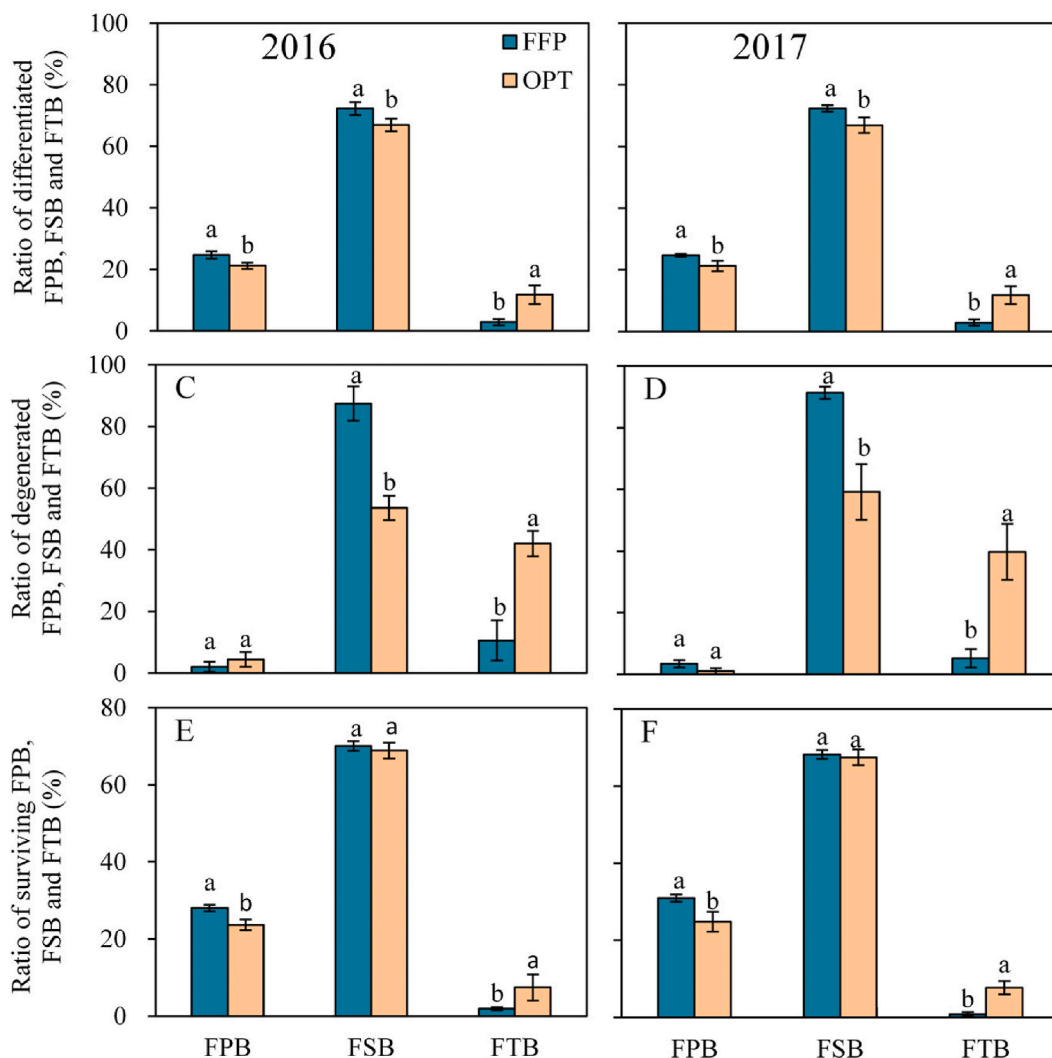 Ratio of differentiated
FPB, FSB and FTB (%)
100
80
60
40
20
0
2016
FFP
OPT
a
b
a
b
b
a
2017
a
b
a
b
b
a
Ratio of degenerated
FPB, FSB and FTB (%)
100
80
60
40
20
0
C
a
a
a
b
b
a
D
a
a
a
b
b
a
Ratio of surviving FPB,
FSB and FTB (%)
80
60
40
20
0
E
a
b
a
a
b
a
F
a
b
a
a
b
a
FPB
FSB
FTB
FPB
FSB
FTB